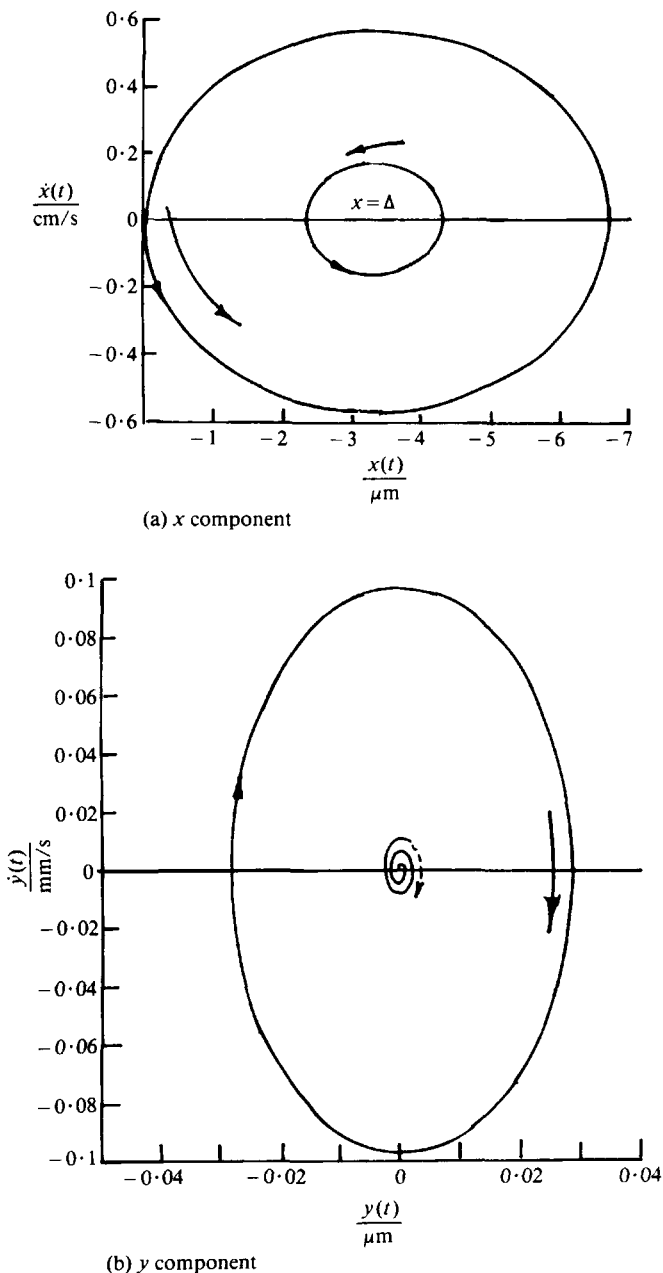 0·6
0·4
0·2
ẋ(t)
cm/s
0
−0·2
−0·4
−0·6
x = Δ
−1 −2 −3 −4 −5 −6 −7
x(t)
μm
(a) x component
0·1
0·08
0·06
0·04
0·02
ẏ(t)
mm/s
0
−0·02
−0·04
−0·06
−0·08
−0·1
−0·04 −0·02 0 0·02 0·04
y(t)
μm
(b) y component